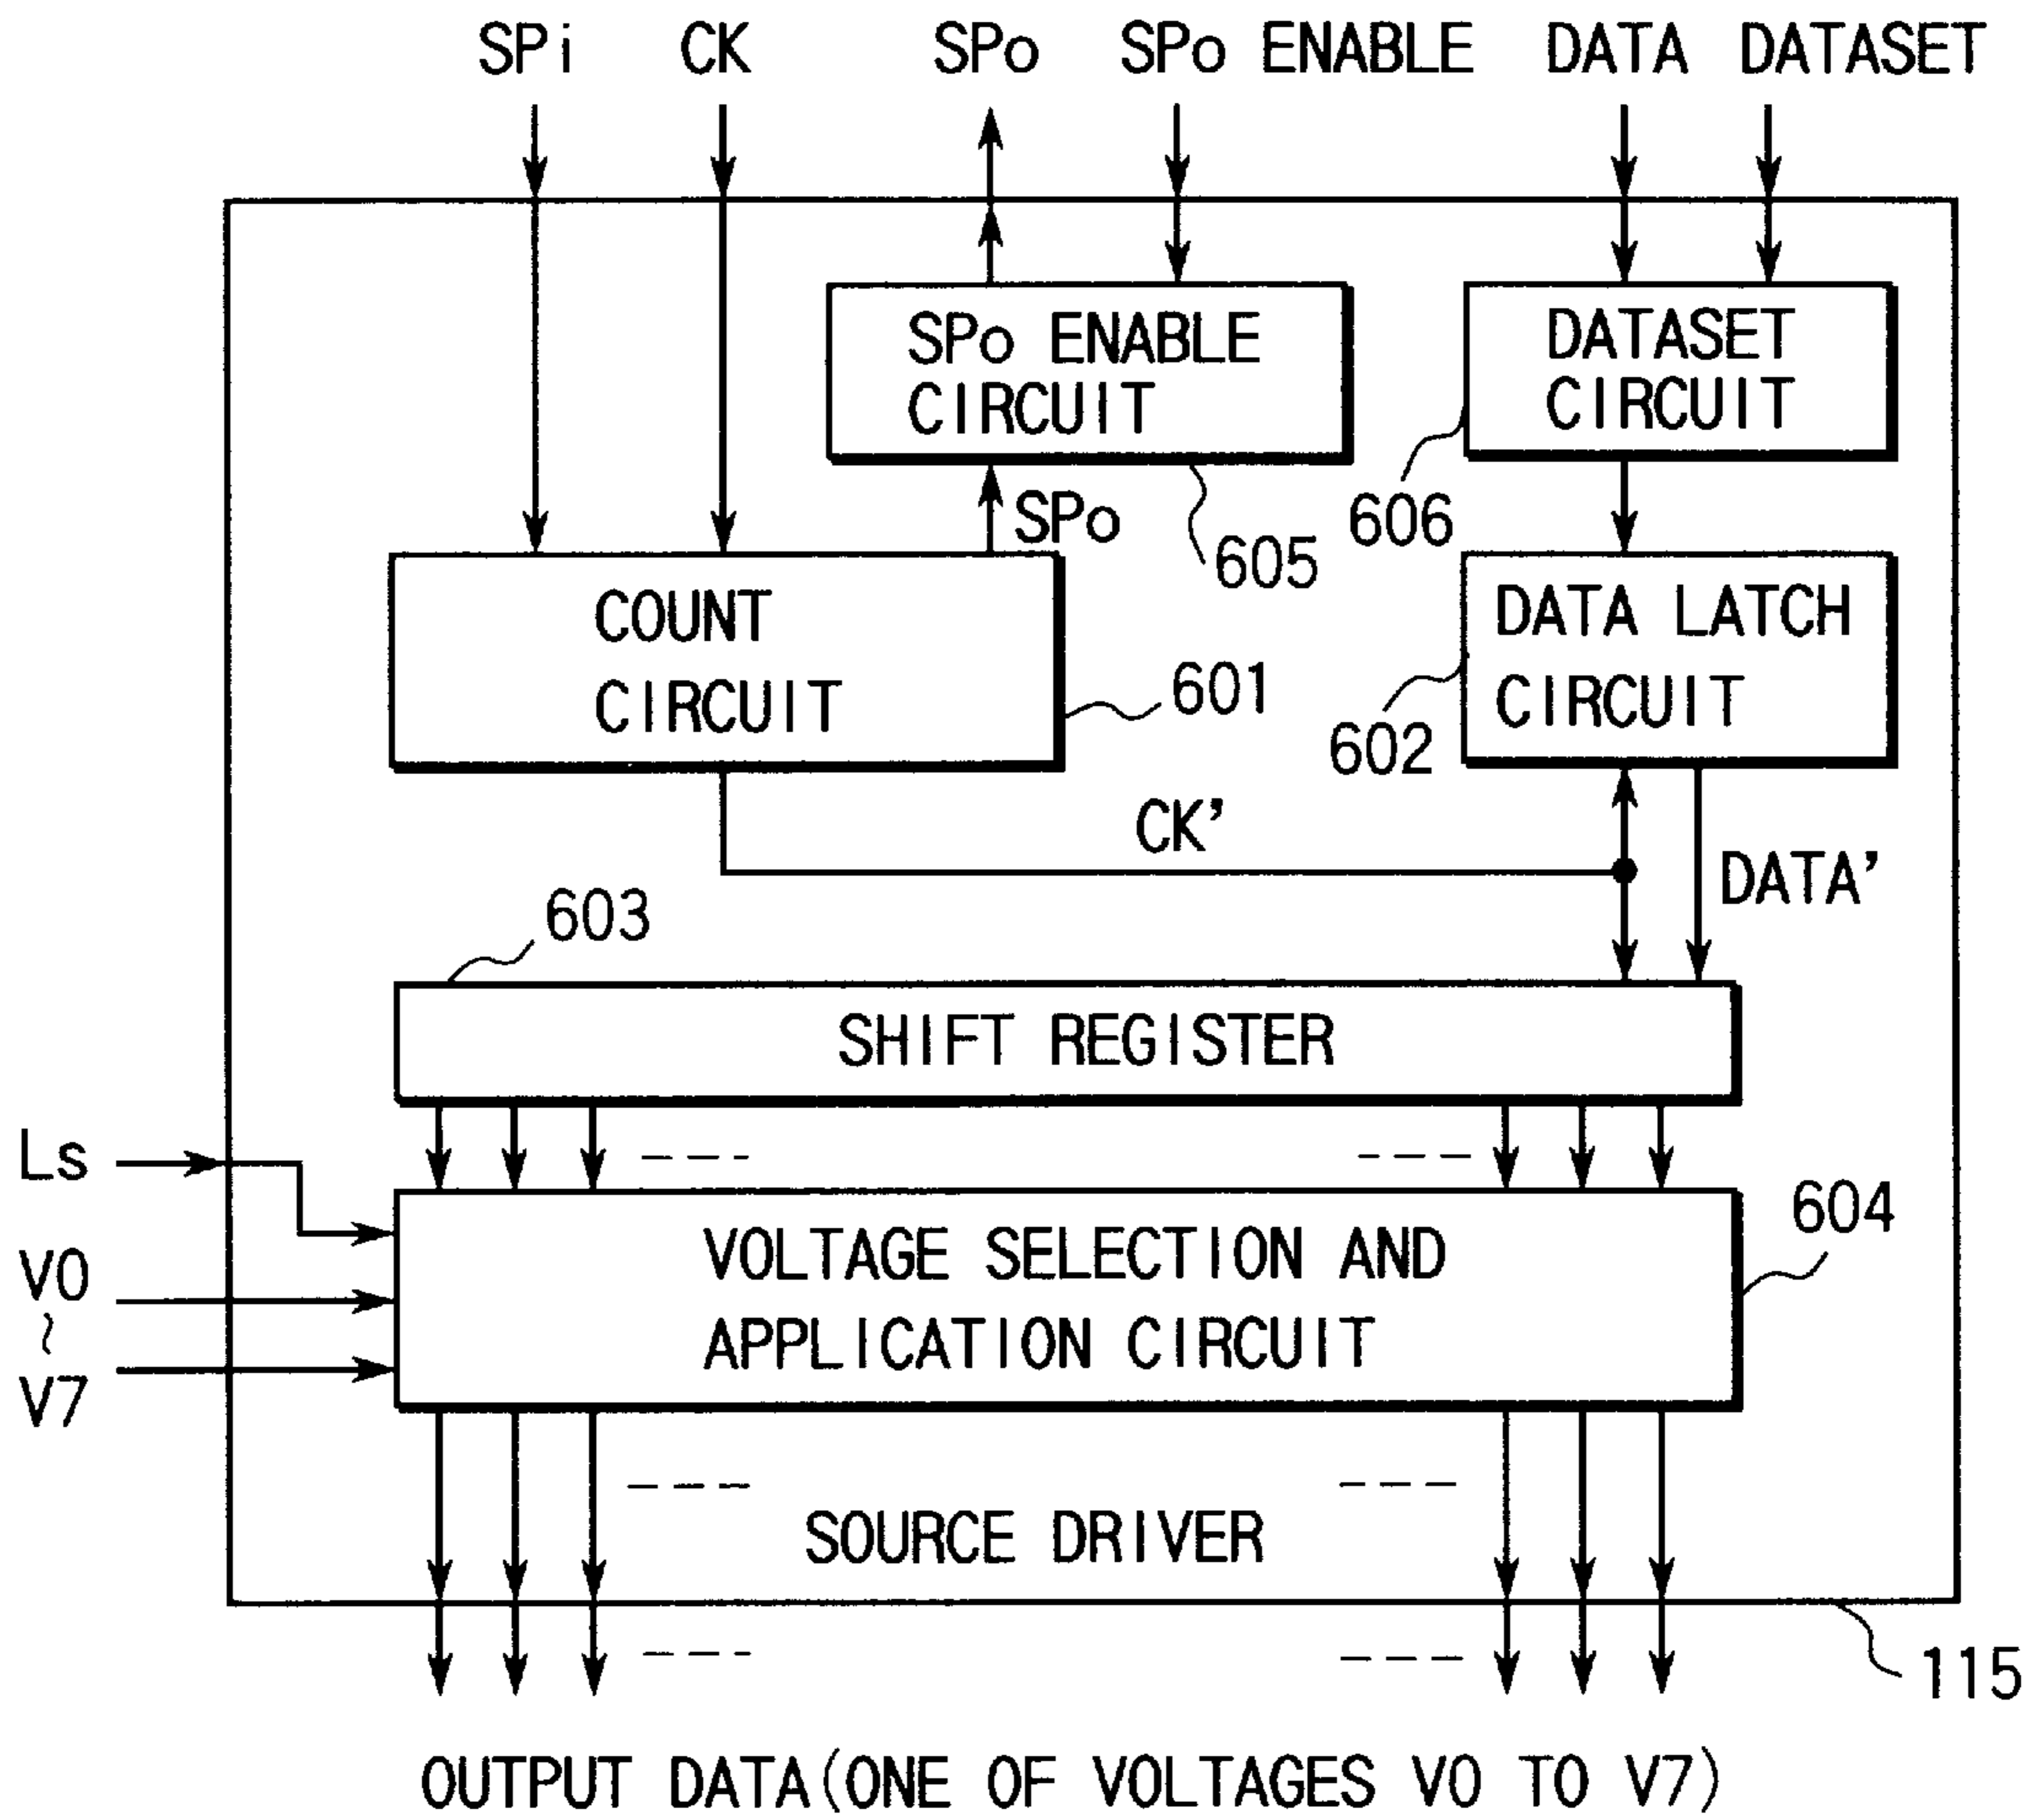 SPi CK SPo SPo ENABLE DATA DATASET
SPo ENABLE
CIRCUIT
DATASET
CIRCUIT
SPo
605
606
COUNT
CIRCUIT
601
DATA LATCH
CIRCUIT
602
CK'
DATA'
603
SHIFT REGISTER
Ls
V0
~
V7
VOLTAGE SELECTION AND
APPLICATION CIRCUIT
604
SOURCE DRIVER
115
OUTPUT DATA(ONE OF VOLTAGES V0 TO V7)